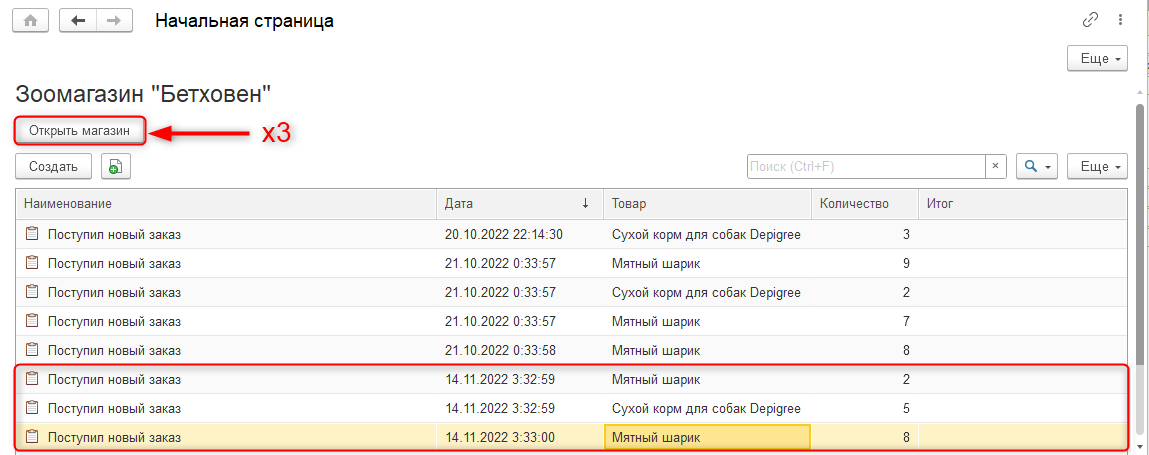 Начальная страница
Еще
Зоомагазин "Бетховен"
Открыть магазин x3
Создать Поиск (Ctrl+F) × Еще
Наименование Дата ↓ Товар Количество Итог
Поступил новый заказ 20.10.2022 22:14:30 Сухой корм для собак Depigree 3
Поступил новый заказ 21.10.2022 0:33:57 Мятный шарик 9
Поступил новый заказ 21.10.2022 0:33:57 Сухой корм для собак Depigree 2
Поступил новый заказ 21.10.2022 0:33:57 Мятный шарик 7
Поступил новый заказ 21.10.2022 0:33:58 Мятный шарик 8
Поступил новый заказ 14.11.2022 3:32:59 Мятный шарик 2
Поступил новый заказ 14.11.2022 3:32:59 Сухой корм для собак Depigree 5
Поступил новый заказ 14.11.2022 3:33:00 Мятный шарик 8